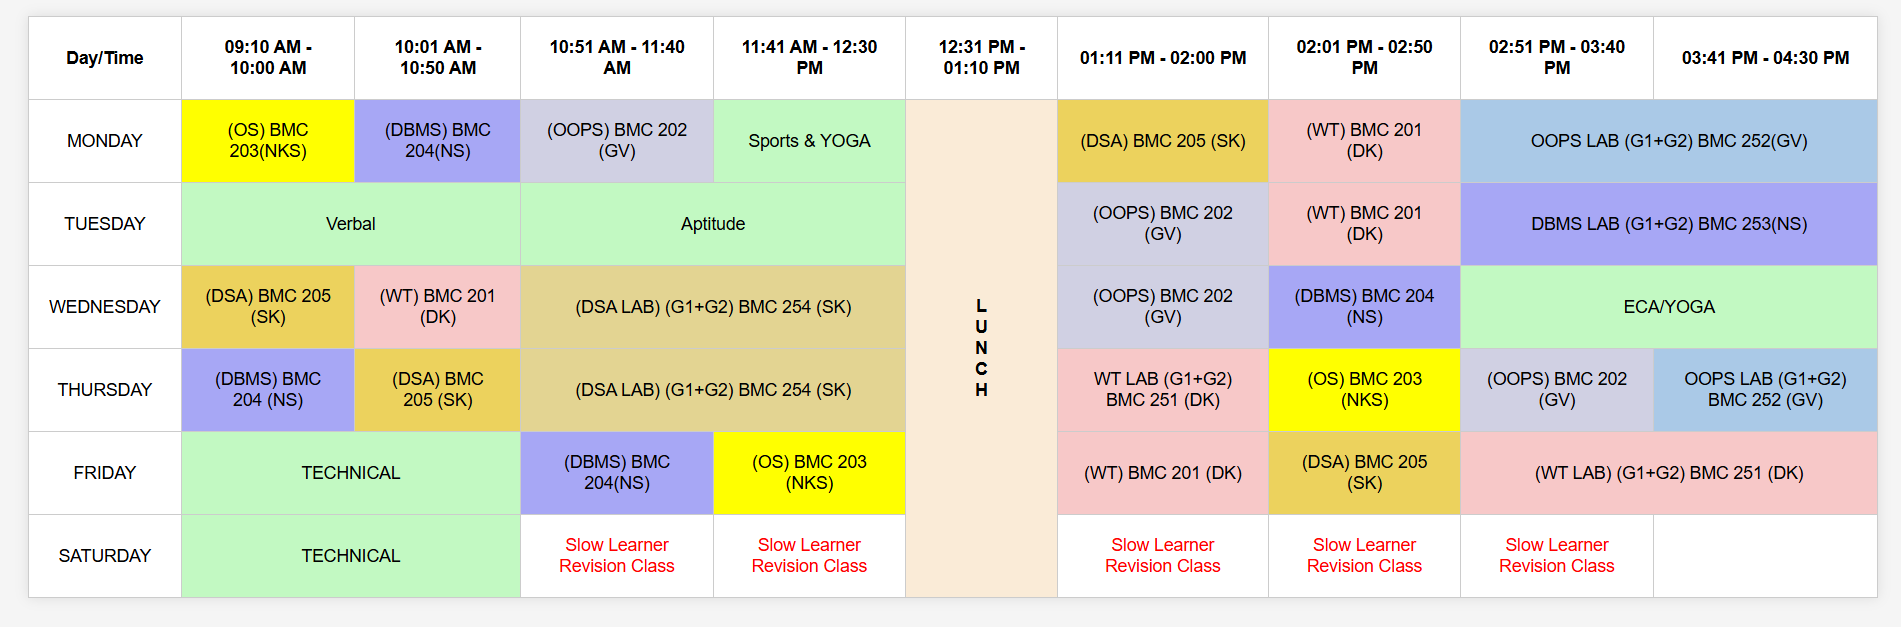 Day/Time
09:10 AM -
10:00 AM
10:01 AM -
10:50 AM
10:51 AM - 11:40
AM
11:41 AM - 12:30
PM
12:31 PM -
01:10 PM
01:11 PM - 02:00 PM
02:01 PM - 02:50
PM
02:51 PM - 03:40
PM
03:41 PM - 04:30 PM
MONDAY
(OS) BMC
203(NKS)
(DBMS) BMC
204(NS)
(OOPS) BMC 202
(GV)
Sports & YOGA
L
U
N
C
H
(DSA) BMC 205 (SK)
(WT) BMC 201
(DK)
OOPS LAB (G1+G2) BMC 252(GV)
TUESDAY
Verbal
Aptitude
(OOPS) BMC 202
(GV)
(WT) BMC 201
(DK)
DBMS LAB (G1+G2) BMC 253(NS)
WEDNESDAY
(DSA) BMC 205
(SK)
(WT) BMC 201
(DK)
(DSA LAB) (G1+G2) BMC 254 (SK)
(OOPS) BMC 202
(GV)
(DBMS) BMC 204
(NS)
ECA/YOGA
THURSDAY
(DBMS) BMC
204 (NS)
(DSA) BMC
205 (SK)
(DSA LAB) (G1+G2) BMC 254 (SK)
WT LAB (G1+G2)
BMC 251 (DK)
(OS) BMC 203
(NKS)
(OOPS) BMC 202
(GV)
OOPS LAB (G1+G2)
BMC 252 (GV)
FRIDAY
TECHNICAL
(DBMS) BMC
204(NS)
(OS) BMC 203
(NKS)
(WT) BMC 201 (DK)
(DSA) BMC 205
(SK)
(WT LAB) (G1+G2) BMC 251 (DK)
SATURDAY
TECHNICAL
Slow Learner
Revision Class
Slow Learner
Revision Class
Slow Learner
Revision Class
Slow Learner
Revision Class
Slow Learner
Revision Class